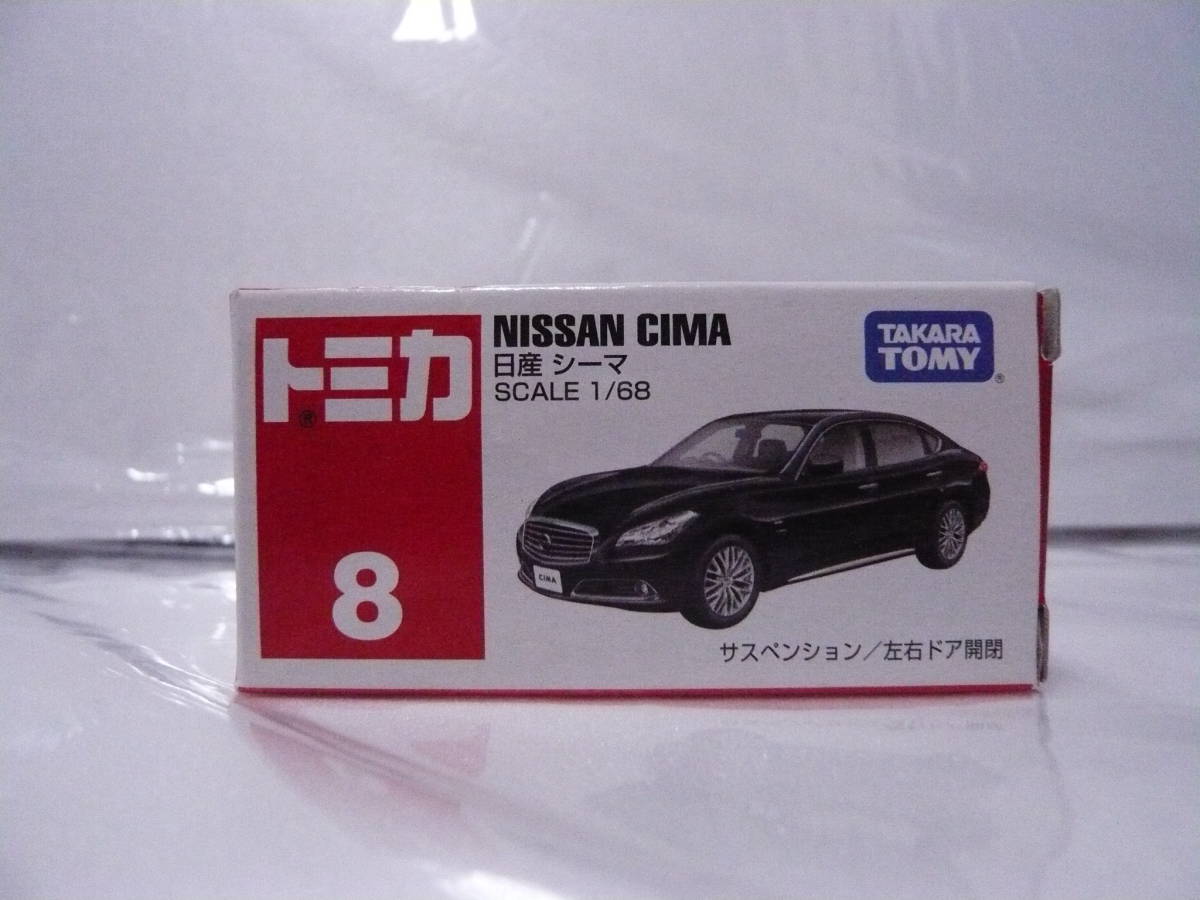 トミカ
®
8
NISSAN CIMA
日産 シーマ
SCALE 1/68
TAKARA
TOMY
®
CIMA
サスペンション/左右ドア開閉